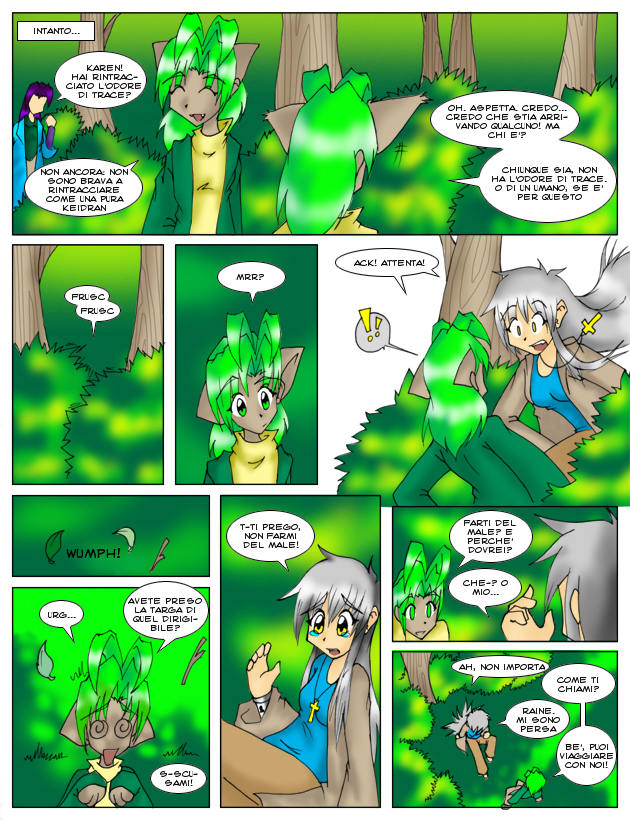 INTANTO...
KAREN!
HAI RINTRAC-
CIATO L'ODORE
DI TRACE?
NON ANCORA: NON
SONO BRAVA A
RINTRACCIARE
COME UNA PURA
KEIDRAN
OH. ASPETTA. CREDO...
CREDO CHE STIA ARRI-
VANDO QUALCUNO! MA
CHI E'?
CHIUNQUE SIA, NON
HA L'ODORE DI TRACE.
O DI UN UMANO, SE E'
PER QUESTO
FRUSC
FRUSC
MRR?
ACK! ATTENTA!
!?
WUMPH!
URG...
AVETE PRESO
LA TARGA DI
QUEL DIRIGI-
BILE?
S-SCU-
SAMI!
T-TI PREGO,
NON FARMI
DEL MALE!
FARTI DEL
MALE? E
PERCHE'
DOVREI?
CHE-? O
MIO...
AH, NON IMPORTA
COME TI
CHIAMI?
RAINE.
MI SONO
PERSA
BE', PUOI
VIAGGIARE
CON NOI!